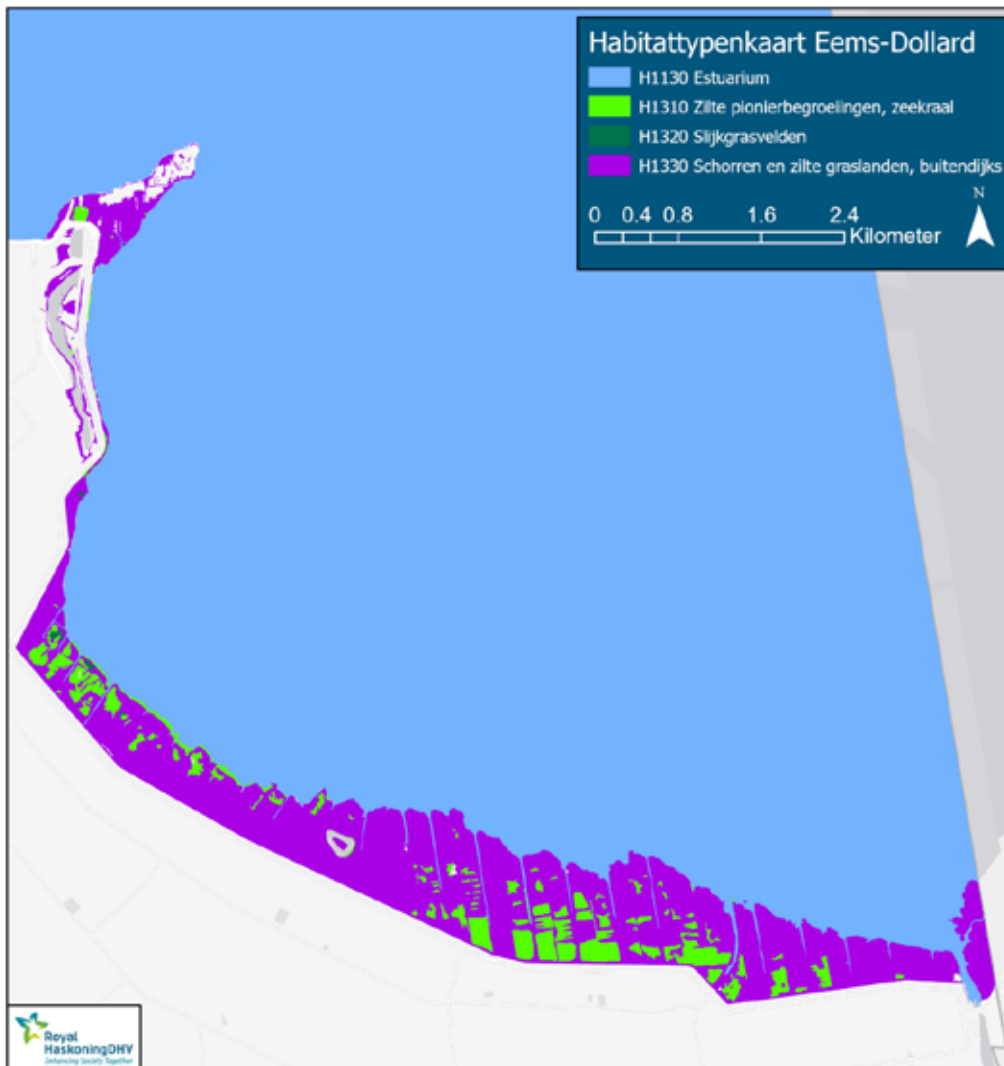 Habitattypenkaart Eems-Dollard
H1130 Estuarium
H1310 Zilte pionierbegroeiingen, zeekraal
H1320 Slijkgrasvelden
H1330 Schorren en zilte graslanden, buitendijks
N
0 0.4 0.8 1.6 2.4
Kilometer
Royal
HaskoningDHV
Enhancing Society Together